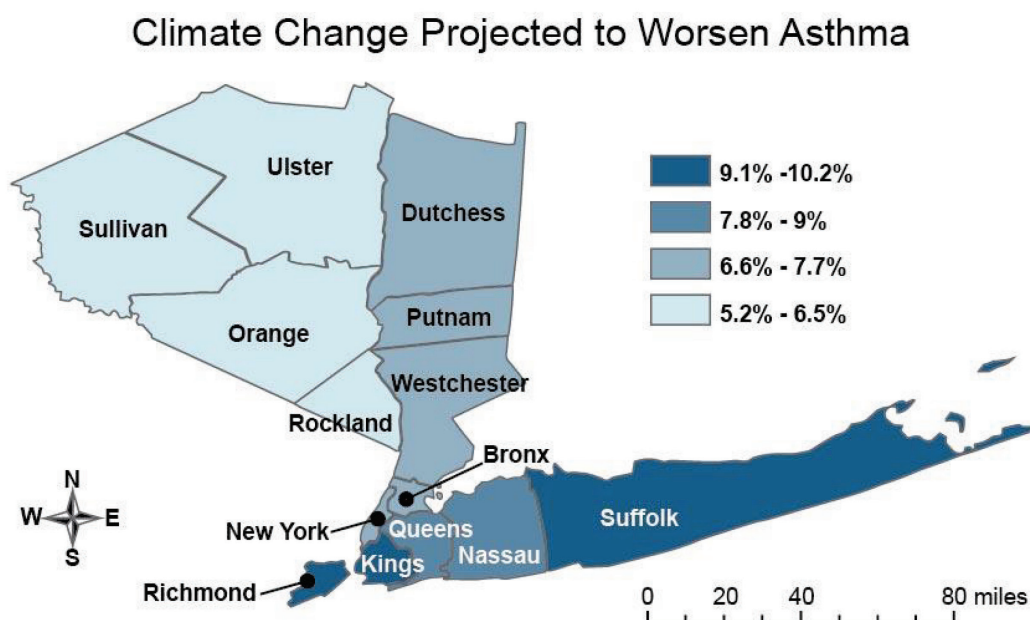 Climate Change Projected to Worsen Asthma
Ulster
Sullivan
Dutchess
Orange
Putnam
Westchester
Rockland
Bronx
New York
Queens
Kings
Nassau
Suffolk
Richmond
9.1% -10.2%
7.8% - 9%
6.6% - 7.7%
5.2% - 6.5%
N
W E
S
0 20 40 80 miles